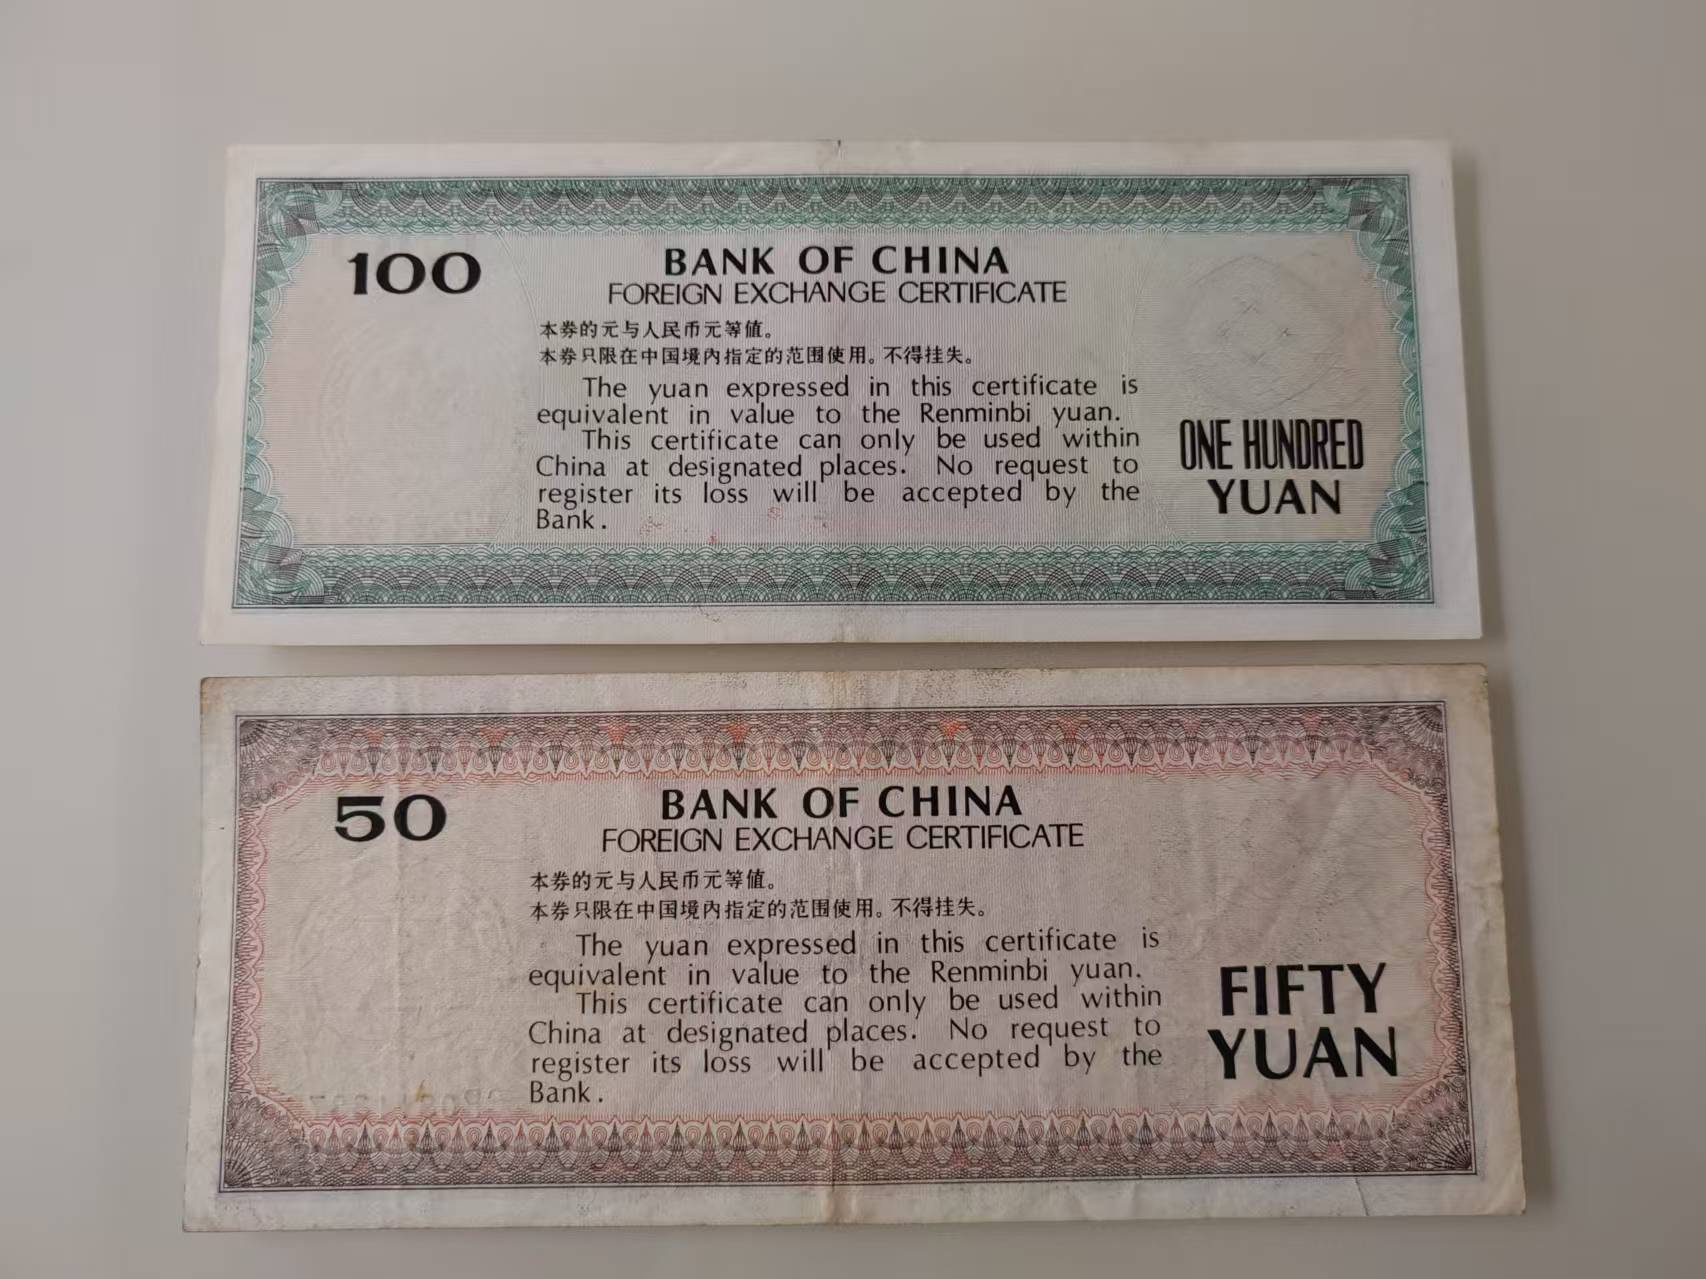 100
BANK OF CHINA
FOREIGN EXCHANGE CERTIFICATE
本券的元与人民币元等值。
本券只限在中国境内指定的范围使用。不得挂失。
The yuan expressed in this certificate is
equivalent in value to the Renminbi yuan.
This certificate can only be used within
China at designated places. No request to
register its loss will be accepted by the
Bank.
ONE HUNDRED
YUAN
50
BANK OF CHINA
FOREIGN EXCHANGE CERTIFICATE
本券的元与人民币元等值。
本券只限在中国境内指定的范围使用。不得挂失。
The yuan expressed in this certificate is
equivalent in value to the Renminbi yuan.
This certificate can only be used within
China at designated places. No request to
register its loss will be accepted by the
Bank.
FIFTY
YUAN